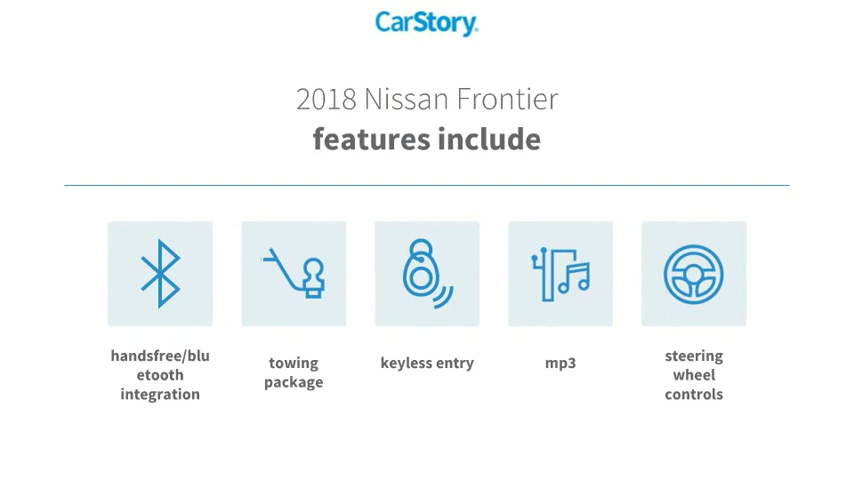 CarStory
2018 Nissan Frontier
features include
handsfree/blu
etooth
integration
towing
package
keyless entry
mp3
steering
wheel
controls